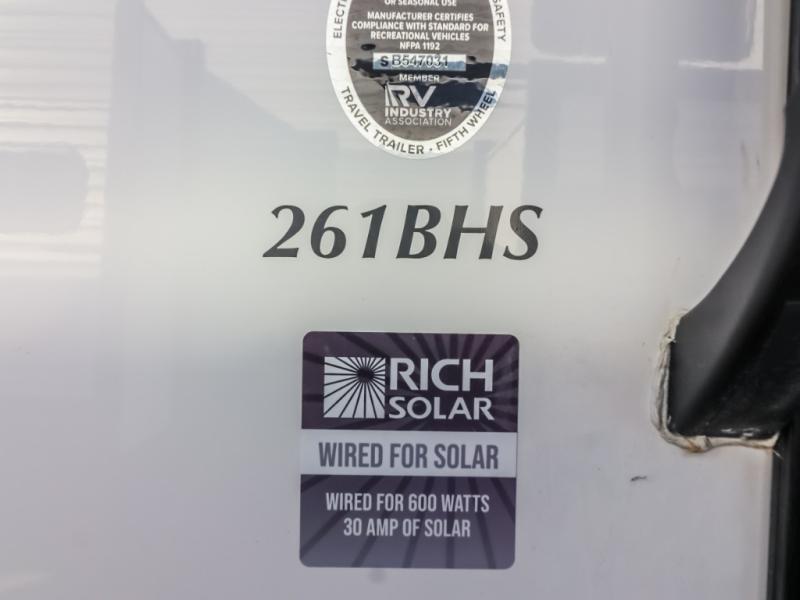 OR SEASONAL USE
MANUFACTURER CERTIFIES
COMPLIANCE WITH STANDARD FOR
RECREATIONAL VEHICLES
NFPA 1192
S B547031
MEMBER
RV
INDUSTRY
ASSOCIATION
SAFETY
TRAVEL TRAILER · FIFTH WHEEL
261BHS
RICH
SOLAR
WIRED FOR SOLAR
WIRED FOR 600 WATTS
30 AMP OF SOLAR